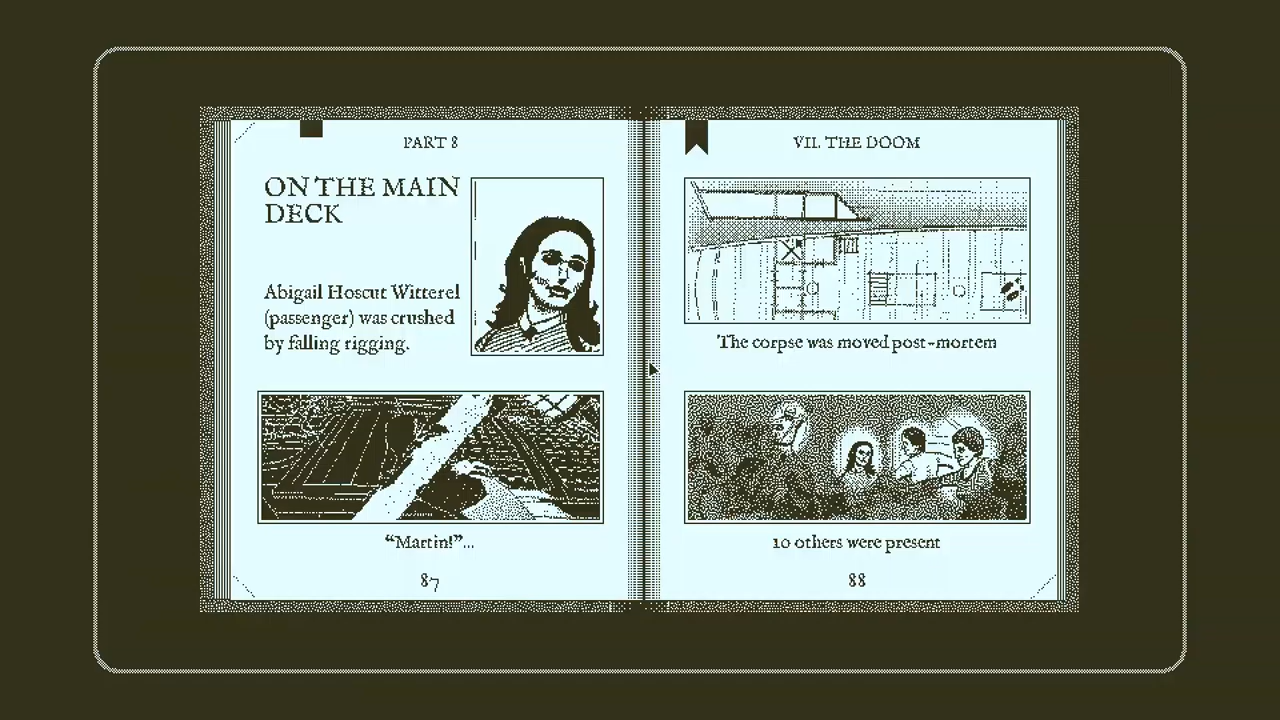 PART 8
ON THE MAIN
DECK
Abigail Hoscut Witterel
(passenger) was crushed
by falling rigging.
“Martin!”...
87
VII. THE DOOM
The corpse was moved post-mortem
10 others were present
88